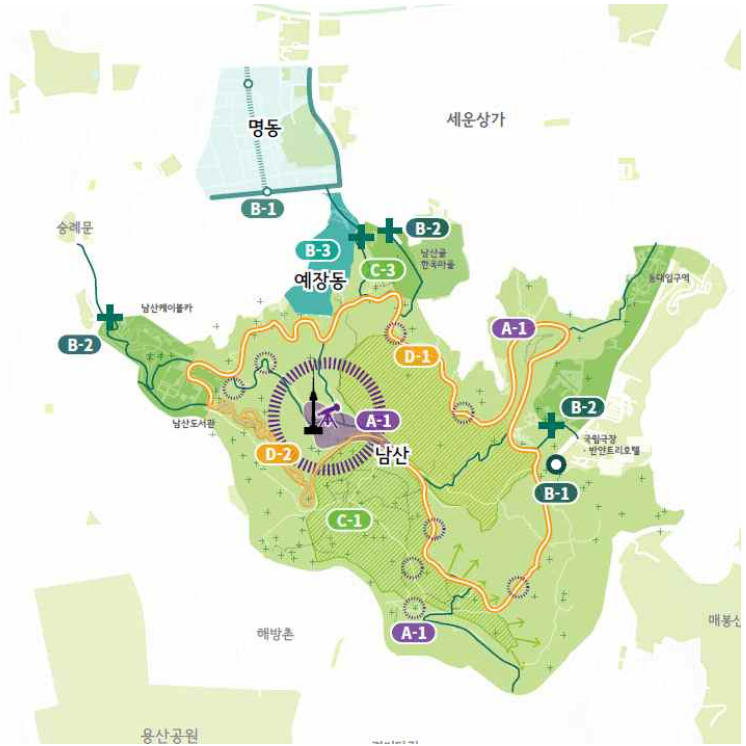 세운상가
명동
B-1
숭례문
B-2
B-3
남산골
한옥마을
C-3
예장동
동대입구역
남산케이블카
A-1
B-2
D-1
B-2
A-1
남산도서관
국립극장
· 반얀트리호텔
D-2
남산
B-1
C-1
매봉산
해방촌
A-1
용산공원